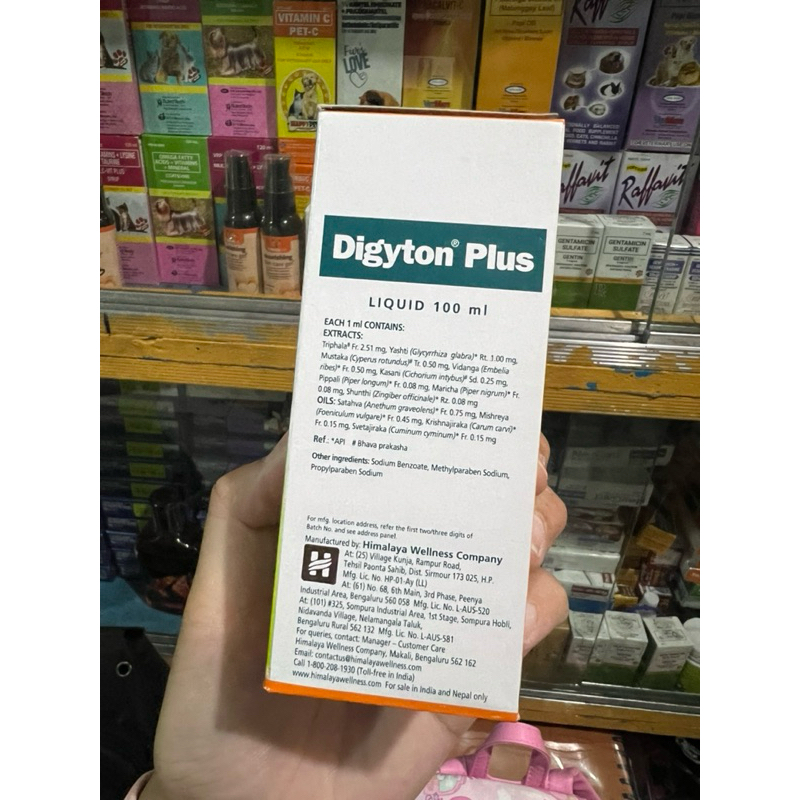 VITAMIN C
PET-C
Furry
LOVE
OMEGA FATTY
ACIDS + VITAMINS
+ MINERAL
Raffavit
Raffavit
GENTAMICIN
SULFATE
GENTIN
GENTAMICIN
SULFATE
GENTIN
Digyton® Plus
LIQUID 100 ml
EACH 1 ml CONTAINS:
EXTRACTS:
Triphala# Fr. 2.51 mg, Yashti (Glycyrrhiza glabra)* Rt. 1.00 mg,
Mustaka (Cyperus rotundus)# Tr. 0.50 mg, Vidanga (Embelia
ribes)* Fr. 0.50 mg, Kasani (Cichorium intybus)# Sd. 0.25 mg,
Pippali (Piper longum)* Fr. 0.08 mg, Maricha (Piper nigrum)* Fr.
0.08 mg, Shunthi (Zingiber officinale)* Rz. 0.08 mg
OILS: Satahva (Anethum graveolens)* Fr. 0.75 mg, Mishreya
(Foeniculum vulgare)* Fr. 0.45 mg, Krishnajiraka (Carum carvi)*
Fr. 0.15 mg, Svetajiraka (Cuminum cyminum)* Fr. 0.15 mg
Ref.: *API # Bhava prakasha
Other ingredients: Sodium Benzoate, Methylparaben Sodium,
Propylparaben Sodium
For mfg. location address, refer the first two/three digits of
Batch No. and see address panel.
Manufactured by: Himalaya Wellness Company
At: (25) Village Kunja, Rampur Road,
Tehsil Paonta Sahib, Dist. Sirmour 173 025, H.P.
Mfg. Lic. No. HP-01-Ay (LL)
At: (61) No. 68, 6th Main, 3rd Phase, Peenya
Industrial Area, Bengaluru 560 058 Mfg. Lic. No. L-AUS-520
At: (101) #325, Sompura Industrial Area, 1st Stage, Sompura Hobli,
Nidavanda Village, Nelamangala Taluk,
Bengaluru Rural 562 132 Mfg. Lic. No. L-AUS-581
For queries, contact: Manager – Customer Care
Himalaya Wellness Company, Makali, Bengaluru 562 162
Email: contactus@himalayawellness.com
Call 1-800-208-1930 (Toll-free in India)
www.himalayawellness.com For sale in India and Nepal only